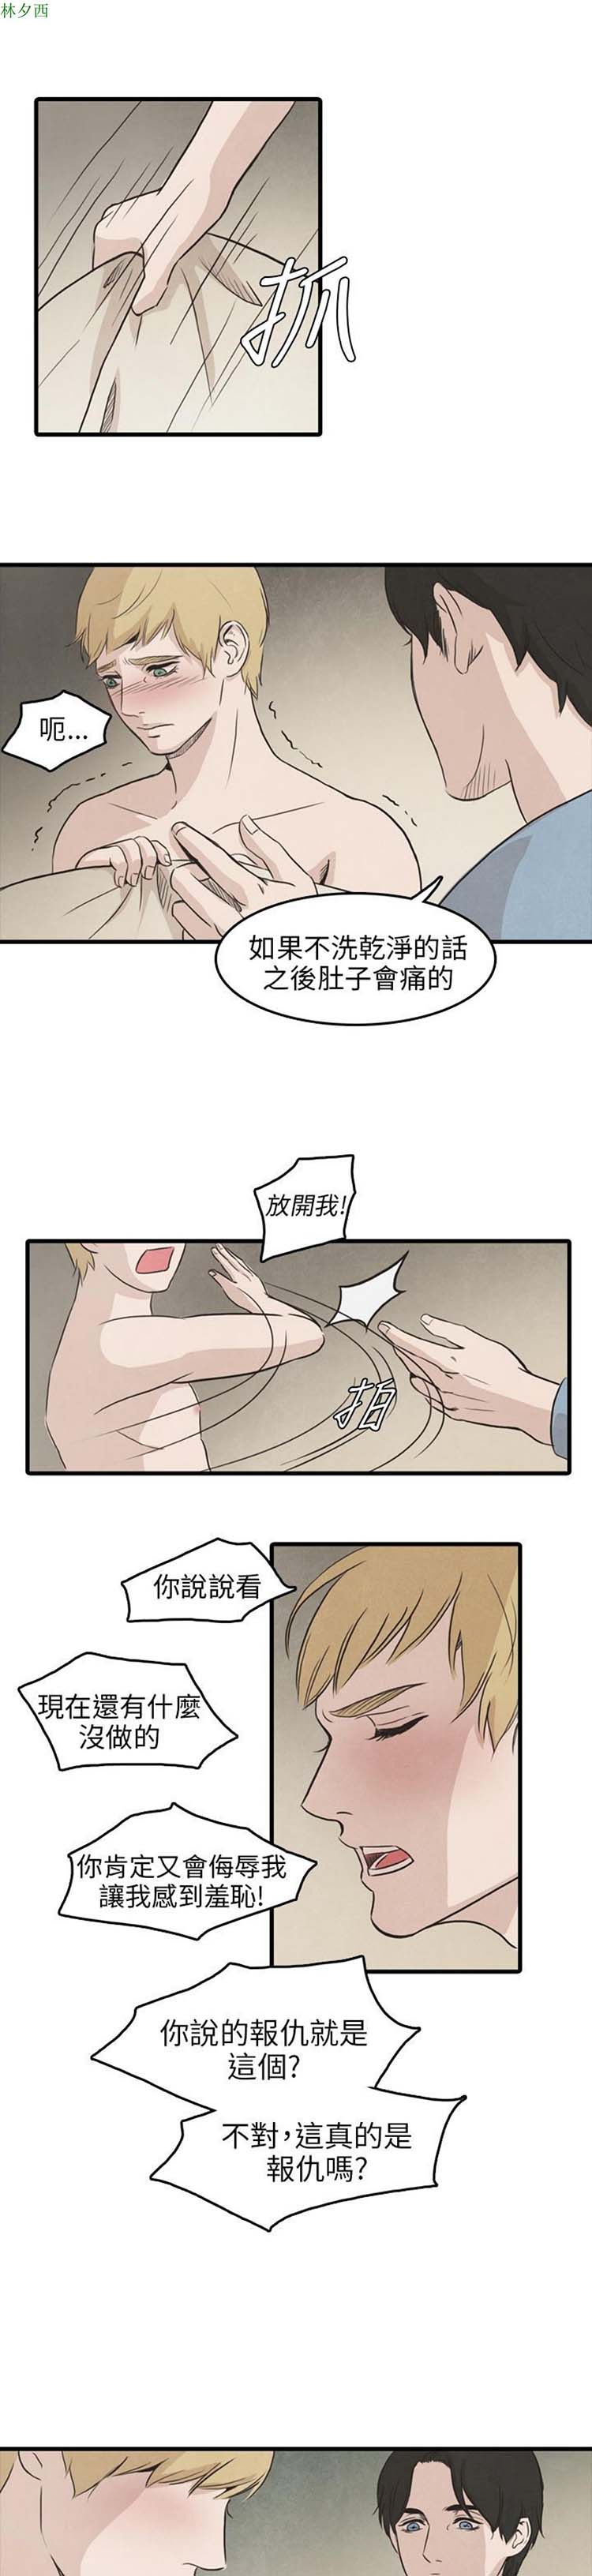 林夕西
抓
呃...
如果不洗乾淨的話
之後肚子會痛的
放開我!
拍
你說說看
現在還有什麼
沒做的
你肯定又會侮辱我
讓我感到羞恥!
你說的報仇就是
這個?
不對，這真的是
報仇嗎?